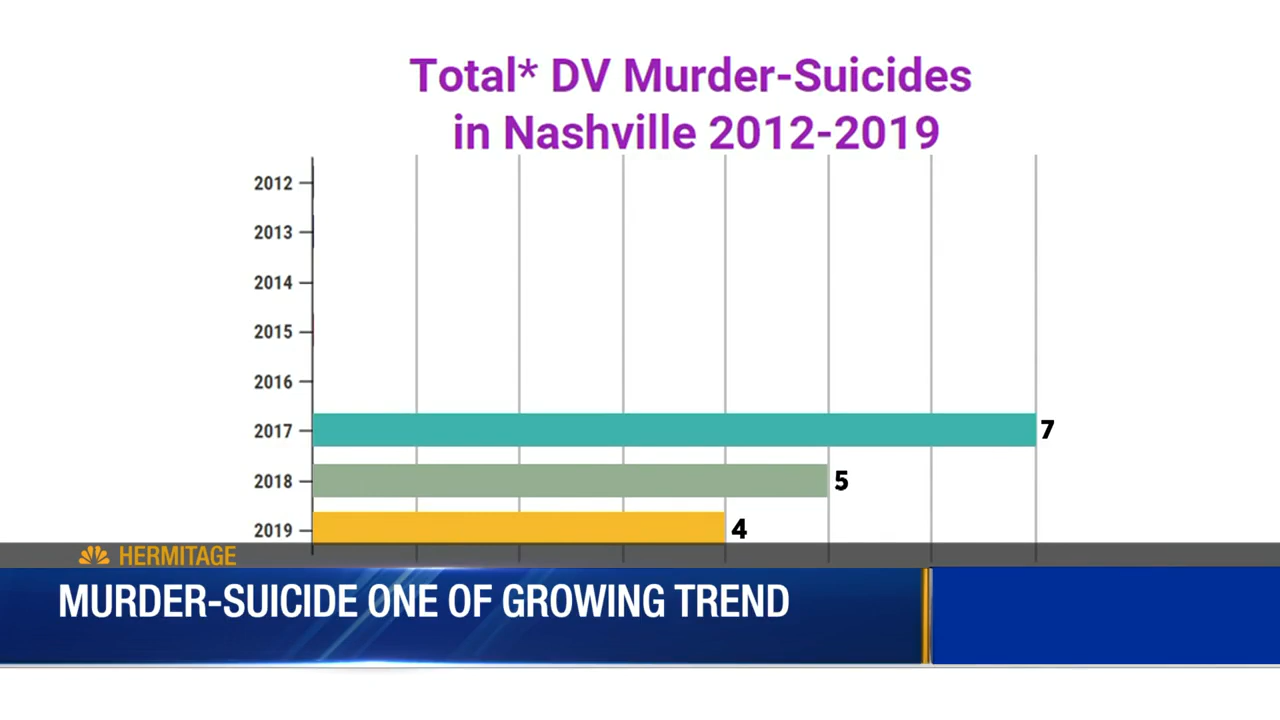 Total* DV Murder-Suicides
in Nashville 2012-2019
2012
2013
2014
2015
2016
2017 7
2018 5
2019 4
HERMITAGE
MURDER-SUICIDE ONE OF GROWING TREND